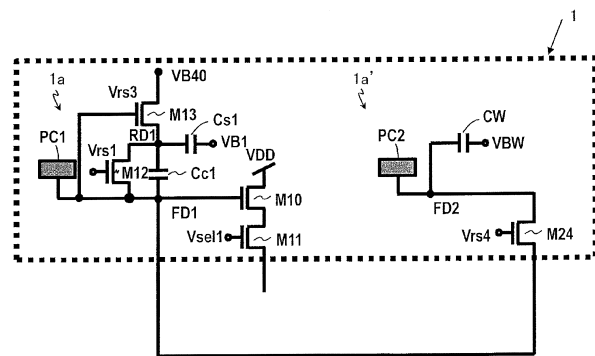 1
1a
VB40
1a'
Vrs3
M13
Cs1
CW
PC1
RD1
VB1
PC2
VBW
Vrs1
M12
Cc1
VDD
FD1
M10
FD2
Vsel1
M11
Vrs4
M24